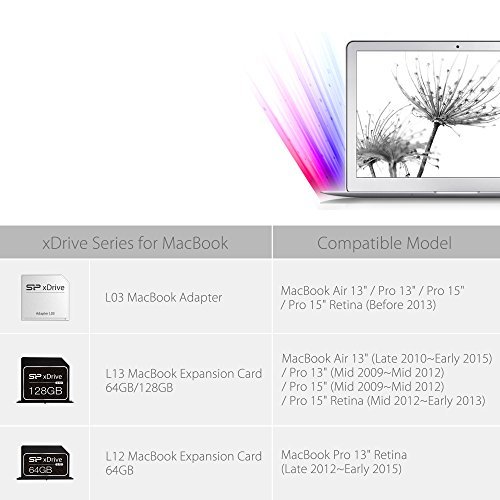 xDrive Series for MacBook
Compatible Model
SP xDrive
Adapter L03
L03 MacBook Adapter
MacBook Air 13" / Pro 13" / Pro 15"
/ Pro 15" Retina (Before 2013)
SP xDrive
128GB
L13 MacBook Expansion Card
64GB/128GB
MacBook Air 13" (Late 2010~Early 2015)
/ Pro 13" (Mid 2009~Mid 2012)
/ Pro 15" (Mid 2009~Mid 2012)
/ Pro 15" Retina (Mid 2012~Early 2013)
SP xDrive
64GB
L12 MacBook Expansion Card
64GB
MacBook Pro 13" Retina
(Late 2012~Early 2015)